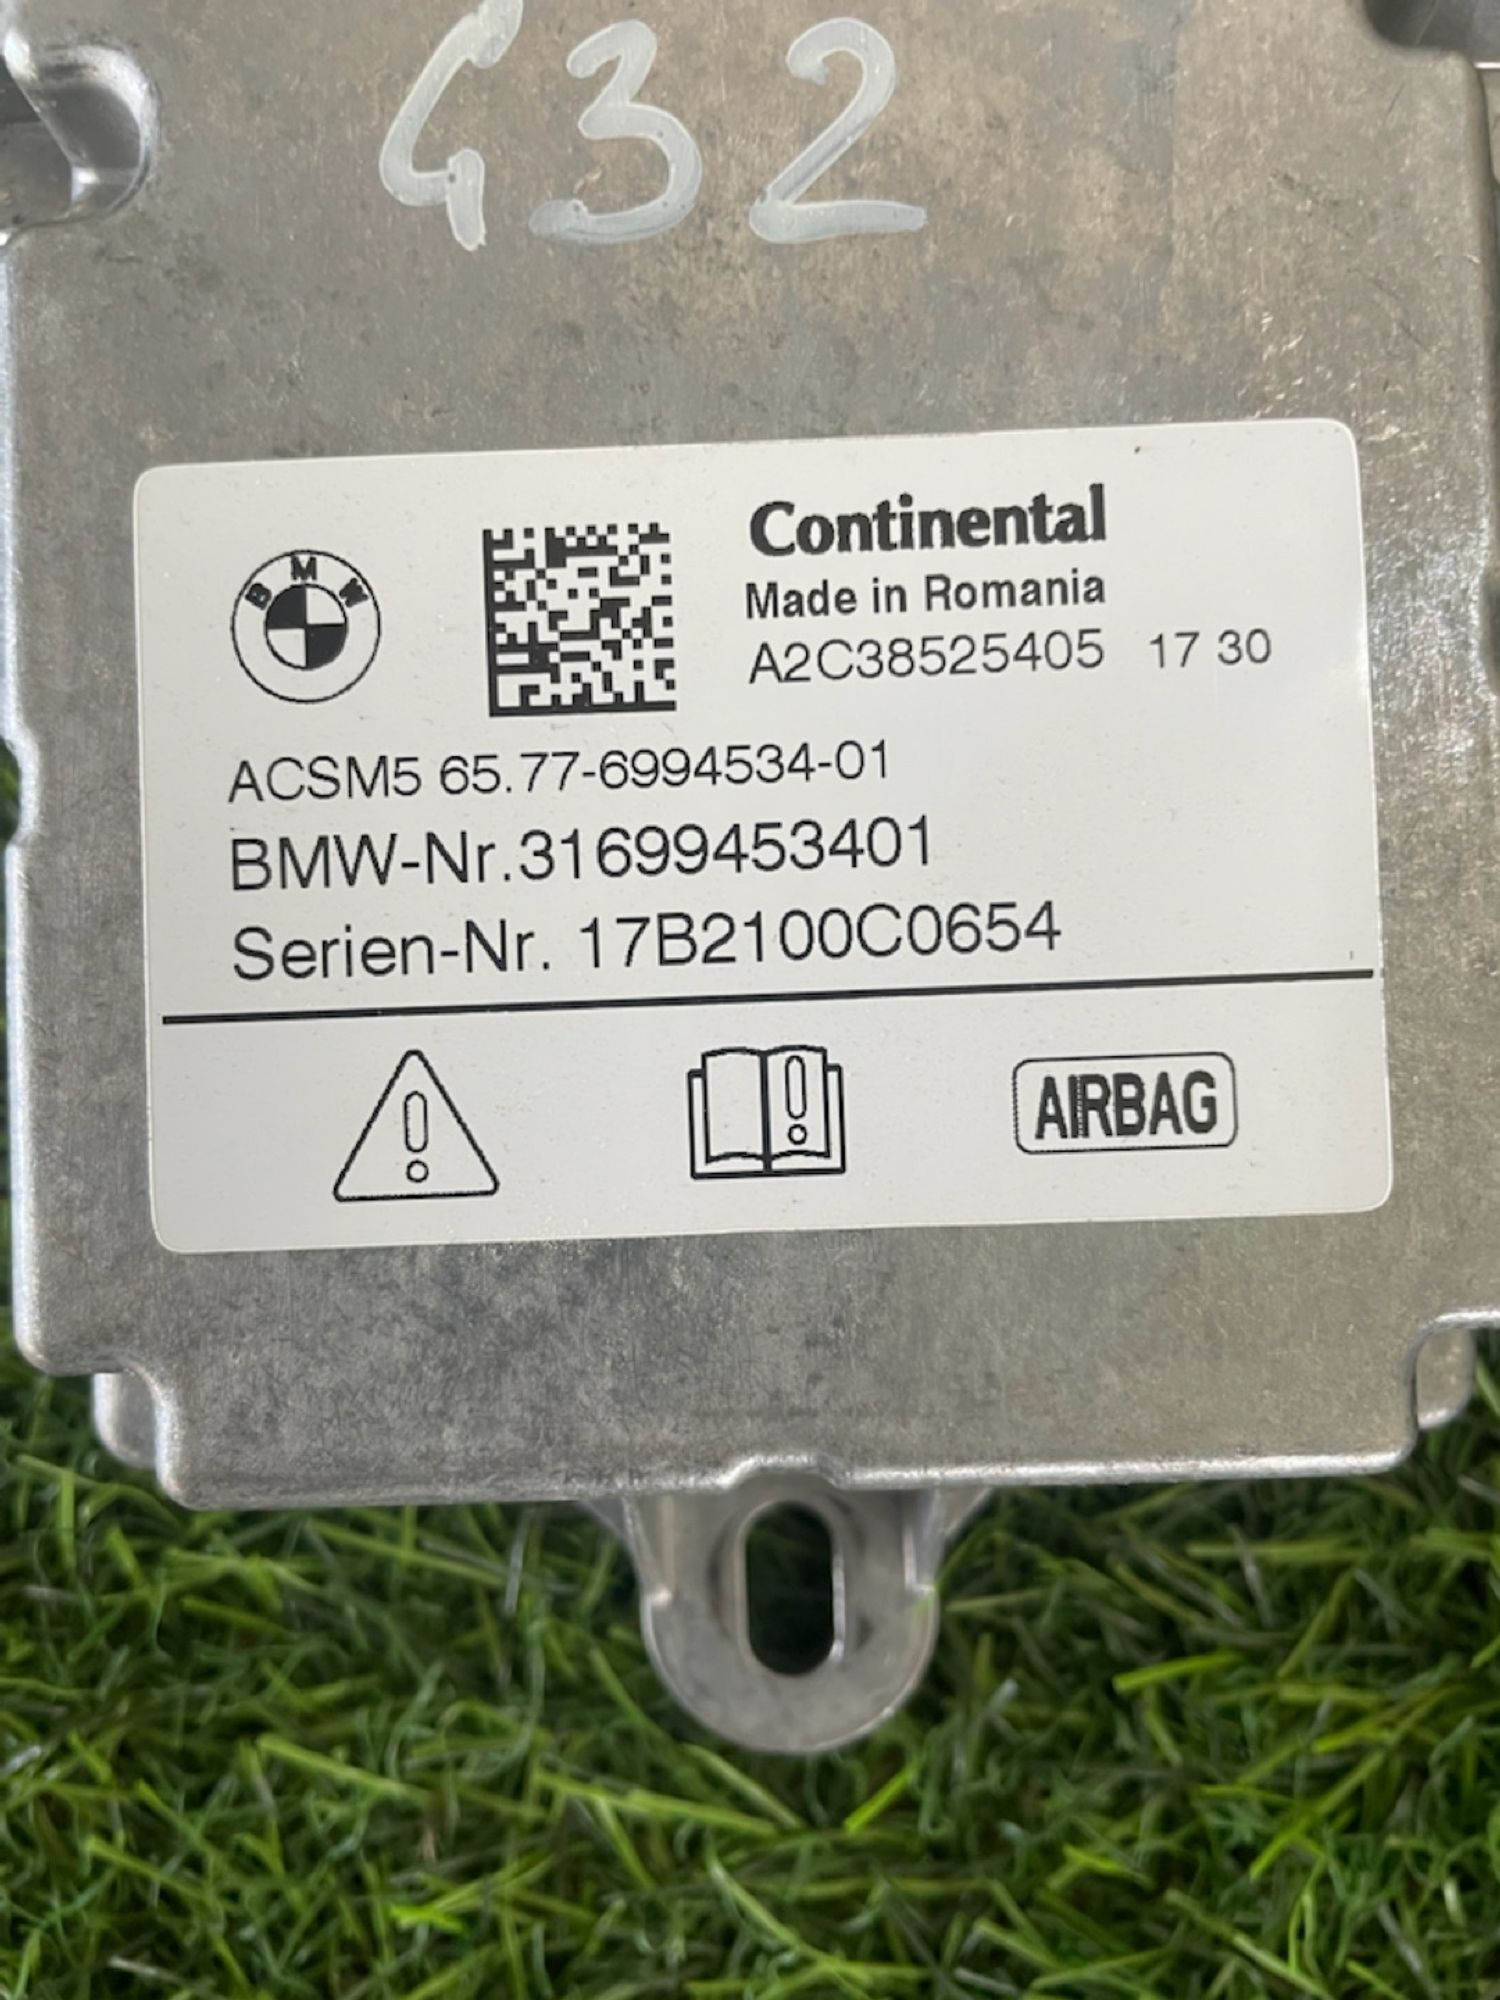 432
BMW
Continental
Made in Romania
A2C38525405 17 30
ACSM5 65.77-6994534-01
BMW-Nr.31699453401
Serien-Nr. 17B2100C0654
AIRBAG